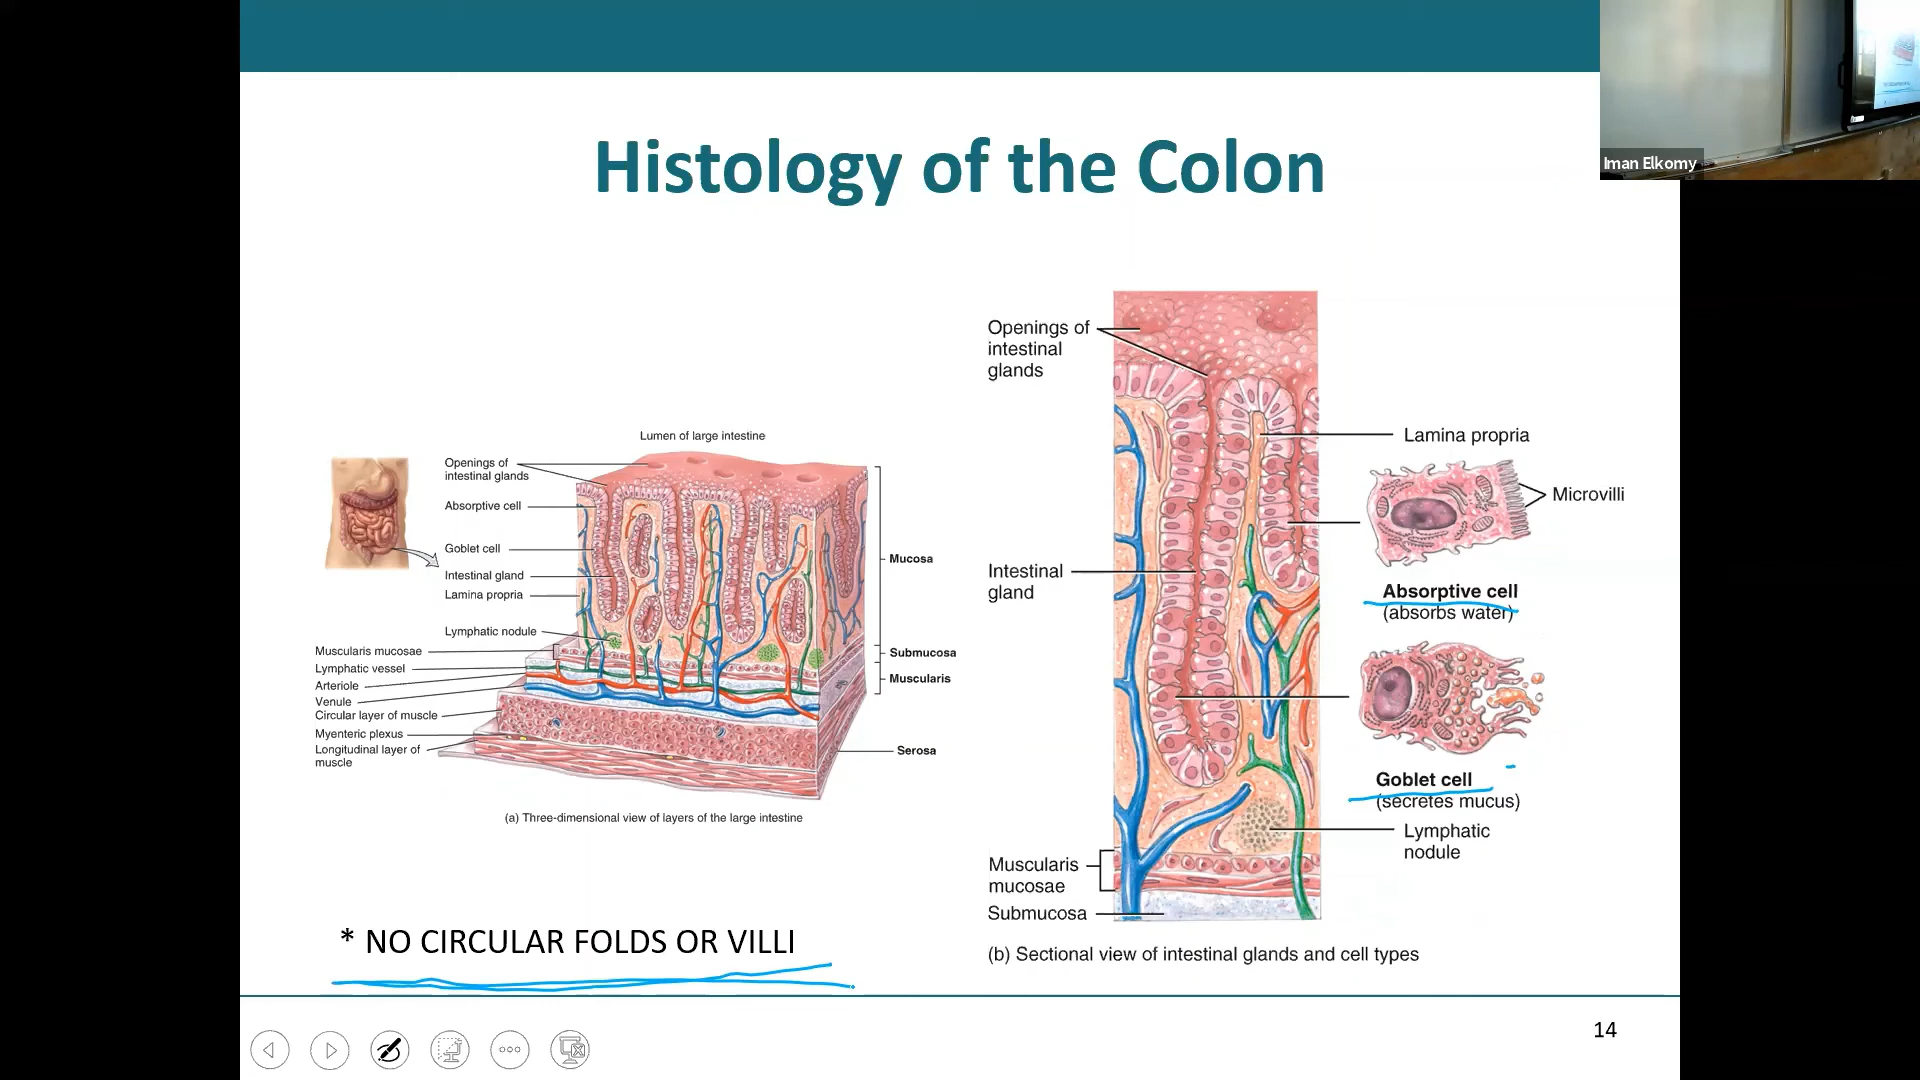 Iman Elkomy
Histology of the Colon
Lumen of large intestine
Openings of
intestinal glands
Absorptive cell
Goblet cell
Intestinal gland
Lamina propria
Lymphatic nodule
Muscularis mucosae
Lymphatic vessel
Arteriole
Venule
Circular layer of muscle
Myenteric plexus
Longitudinal layer of
muscle
Mucosa
Submucosa
Muscularis
Serosa
(a) Three-dimensional view of layers of the large intestine
* NO CIRCULAR FOLDS OR VILLI
Openings of
intestinal
glands
Intestinal
gland
Muscularis
mucosae
Submucosa
Lamina propria
Microvilli
Absorptive cell
(absorbs water)
Goblet cell
(secretes mucus)
Lymphatic
nodule
(b) Sectional view of intestinal glands and cell types
14